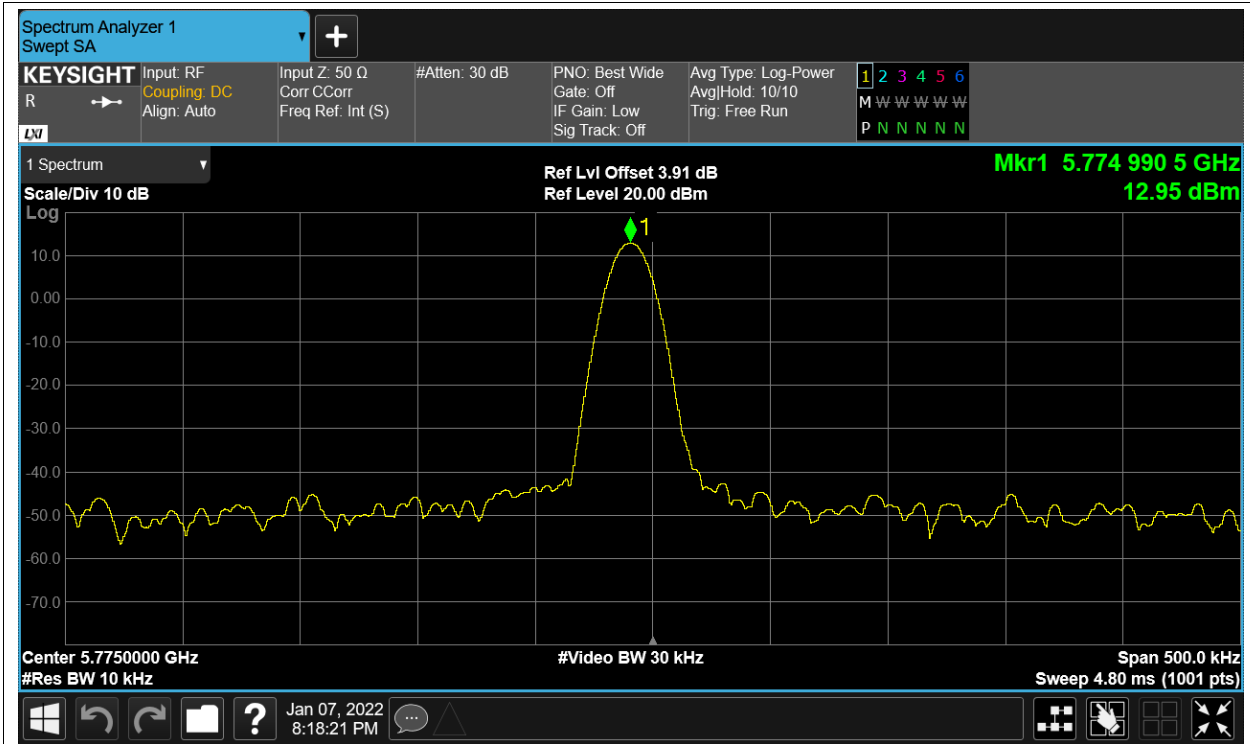 Spectrum Analyzer 1
Swept SA
+
KEYSIGHT
R
LXI
Input: RF
Coupling: DC
Align: Auto
Input Z: 50 Ω
Corr CCorr
Freq Ref: Int (S)
#Atten: 30 dB
PNO: Best Wide
Gate: Off
IF Gain: Low
Sig Track: Off
Avg Type: Log-Power
Avg|Hold: 10/10
Trig: Free Run
1 2 3 4 5 6
M W W W W W
P N N N N N
1 Spectrum
Scale/Div 10 dB
Log
Ref Lvl Offset 3.91 dB
Ref Level 20.00 dBm
Mkr1 5.774 990 5 GHz
12.95 dBm
1
10.0
0.00
-10.0
-20.0
-30.0
-40.0
-50.0
-60.0
-70.0
Center 5.7750000 GHz
#Video BW 30 kHz
Span 500.0 kHz
#Res BW 10 kHz
Sweep 4.80 ms (1001 pts)
?
Jan 07, 2022
8:18:21 PM